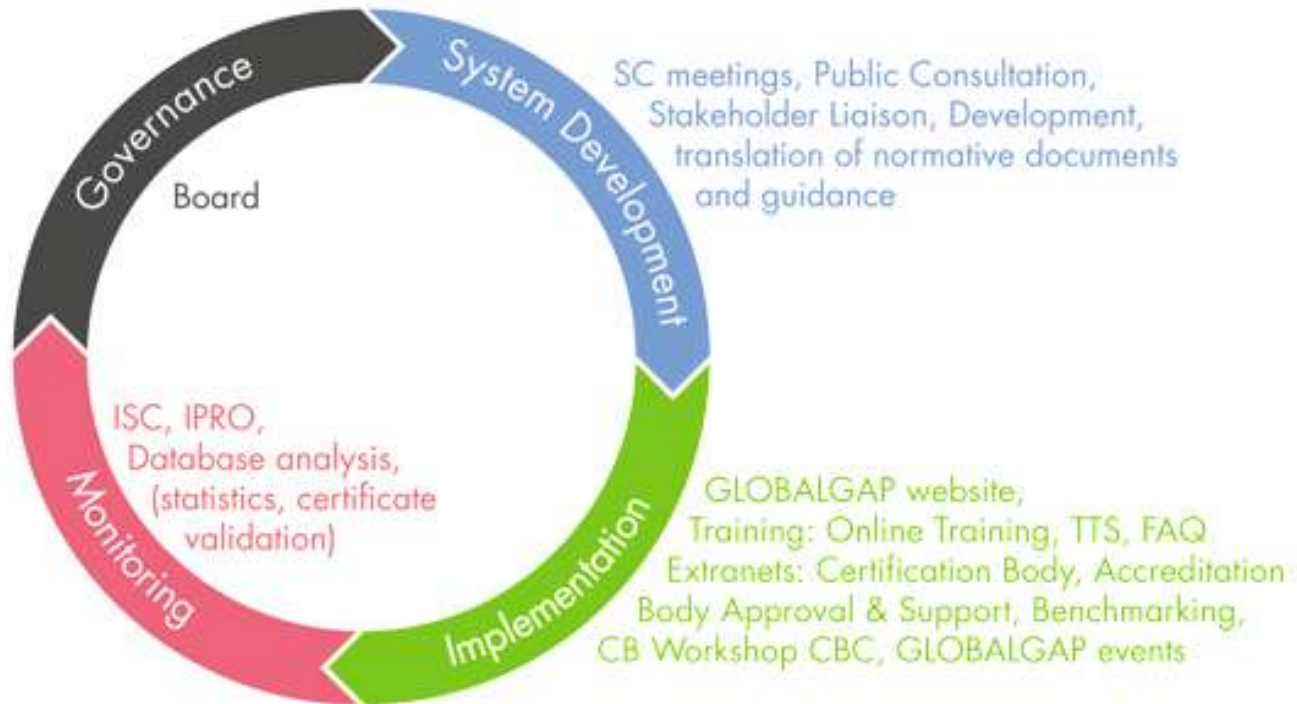 Governance
Board
System Development
SC meetings, Public Consultation,
Stakeholder Liaison, Development,
translation of normative documents
and guidance
Implementation
GLOBALGAP website,
Training: Online Training, TTS, FAQ
Extranets: Certification Body, Accreditation
Body Approval & Support, Benchmarking,
CB Workshop CBC, GLOBALGAP events
Monitoring
ISC, IPRO,
Database analysis,
(statistics, certificate
validation)